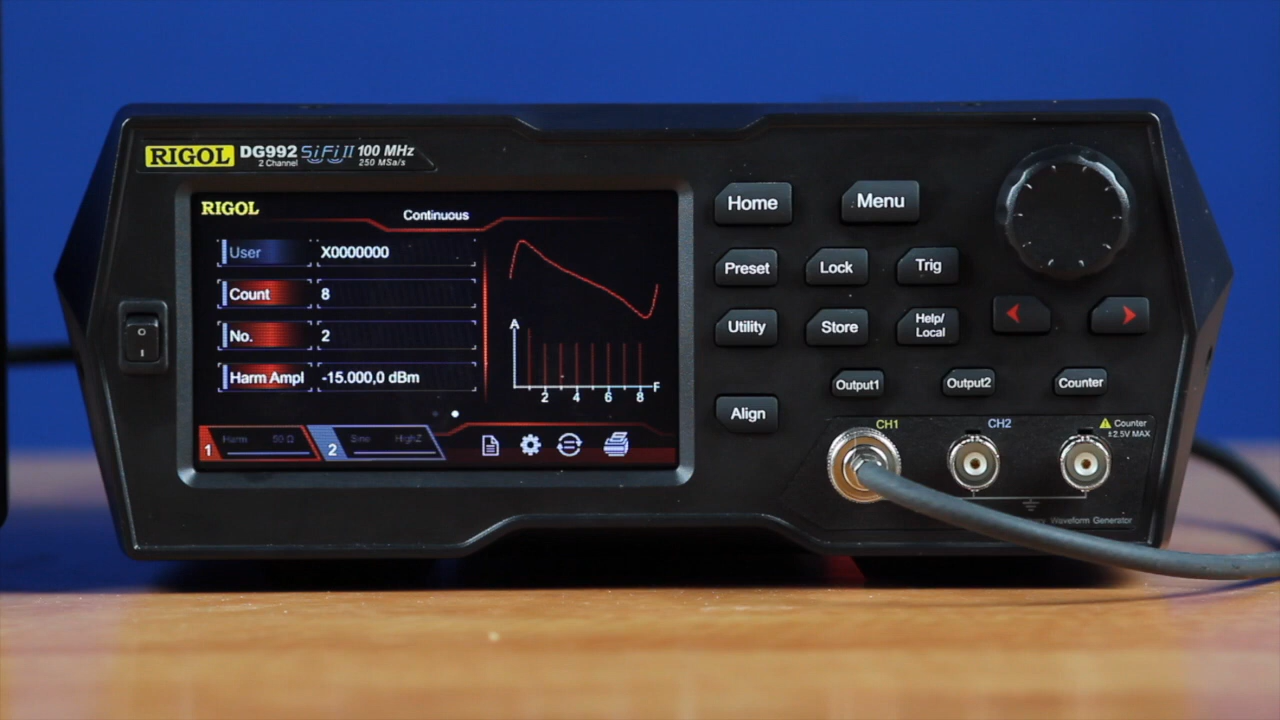 RIGOL DG992 SiFi II 100 MHz
2 Channel 250 MSa/s
RIGOL
Continuous
User X0000000
Count 8
No. 2
Harm Ampl -15.000,0 dBm
A
F
2 4 6 8
1 Harm 50 Ω
2 Sine HighZ
Home Menu
Preset Lock Trig
Utility Store Help/
Local
Output1 Output2 Counter
Align
CH1 CH2 Counter
±2.5V MAX
Waveform Generator
O
I